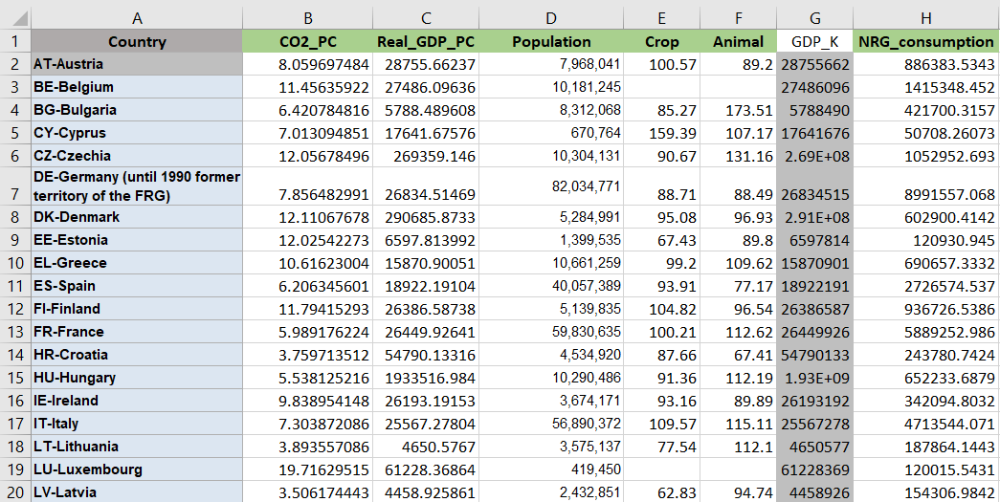 A B C D E F G H
1 Country CO2_PC Real_GDP_PC Population Crop Animal GDP_K NRG_consumption
2 AT-Austria 8.059697484 28755.66237 7,968,041 100.57 89.2 28755662 886383.5343
3 BE-Belgium 11.45635922 27486.09636 10,181,245 27486096 1415348.452
4 BG-Bulgaria 6.420784816 5788.489608 8,312,068 85.27 173.51 5788490 421700.3157
5 CY-Cyprus 7.013094851 17641.67576 670,764 159.39 107.17 17641676 50708.26073
6 CZ-Czechia 12.05678496 269359.146 10,304,131 90.67 131.16 2.69E+08 1052952.693
DE-Germany (until 1990 former
7 territory of the FRG) 7.856482991 26834.51469 82,034,771 88.71 88.49 26834515 8991557.068
8 DK-Denmark 12.11067678 290685.8733 5,284,991 95.08 96.93 2.91E+08 602900.4142
9 EE-Estonia 12.02542273 6597.813992 1,399,535 67.43 89.8 6597814 120930.945
10 EL-Greece 10.61623004 15870.90051 10,661,259 99.2 109.62 15870901 690657.3332
11 ES-Spain 6.206345601 18922.19104 40,057,389 93.91 77.17 18922191 2726574.537
12 FI-Finland 11.79415293 26386.58738 5,139,835 104.82 96.54 26386587 936726.5386
13 FR-France 5.989176224 26449.92641 59,830,635 100.21 112.62 26449926 5889252.986
14 HR-Croatia 3.759713512 54790.13316 4,534,920 87.66 67.41 54790133 243780.7424
15 HU-Hungary 5.538125216 1933516.984 10,290,486 91.36 112.19 1.93E+09 652233.6879
16 IE-Ireland 9.838954148 26193.19153 3,674,171 93.16 89.89 26193192 342094.8032
17 IT-Italy 7.303872086 25567.27804 56,890,372 109.57 115.11 25567278 4713544.071
18 LT-Lithuania 3.893557086 4650.5767 3,575,137 77.54 112.1 4650577 187864.1443
19 LU-Luxembourg 19.71629515 61228.36864 419,450 61228369 120015.5431
20 LV-Latvia 3.506174443 4458.925861 2,432,851 62.83 94.74 4458926 154306.9842